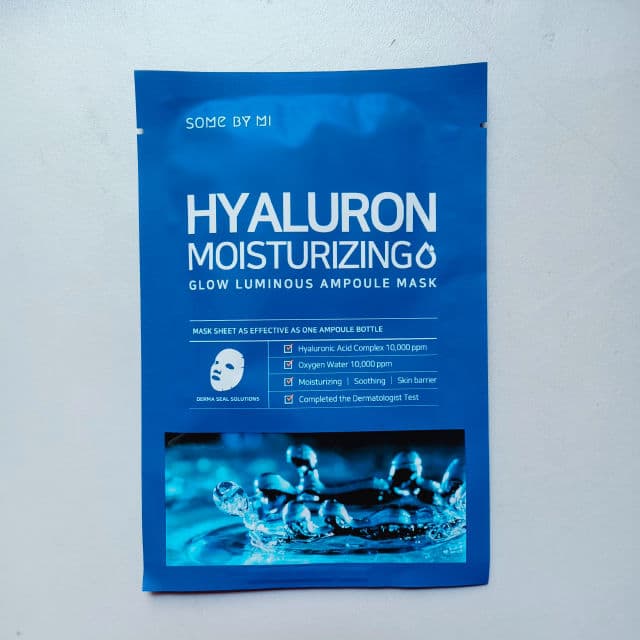 SOME BY MI
HYALURON
MOISTURIZING
GLOW LUMINOUS AMPOULE MASK
MASK SHEET AS EFFECTIVE AS ONE AMPOULE BOTTLE
Hyaluronic Acid Complex 10,000 ppm
Oxygen Water 10,000 ppm
Moisturizing | Soothing | Skin barrier
Completed the Dermatologist Test
DERMA SEAL SOLUTIONS